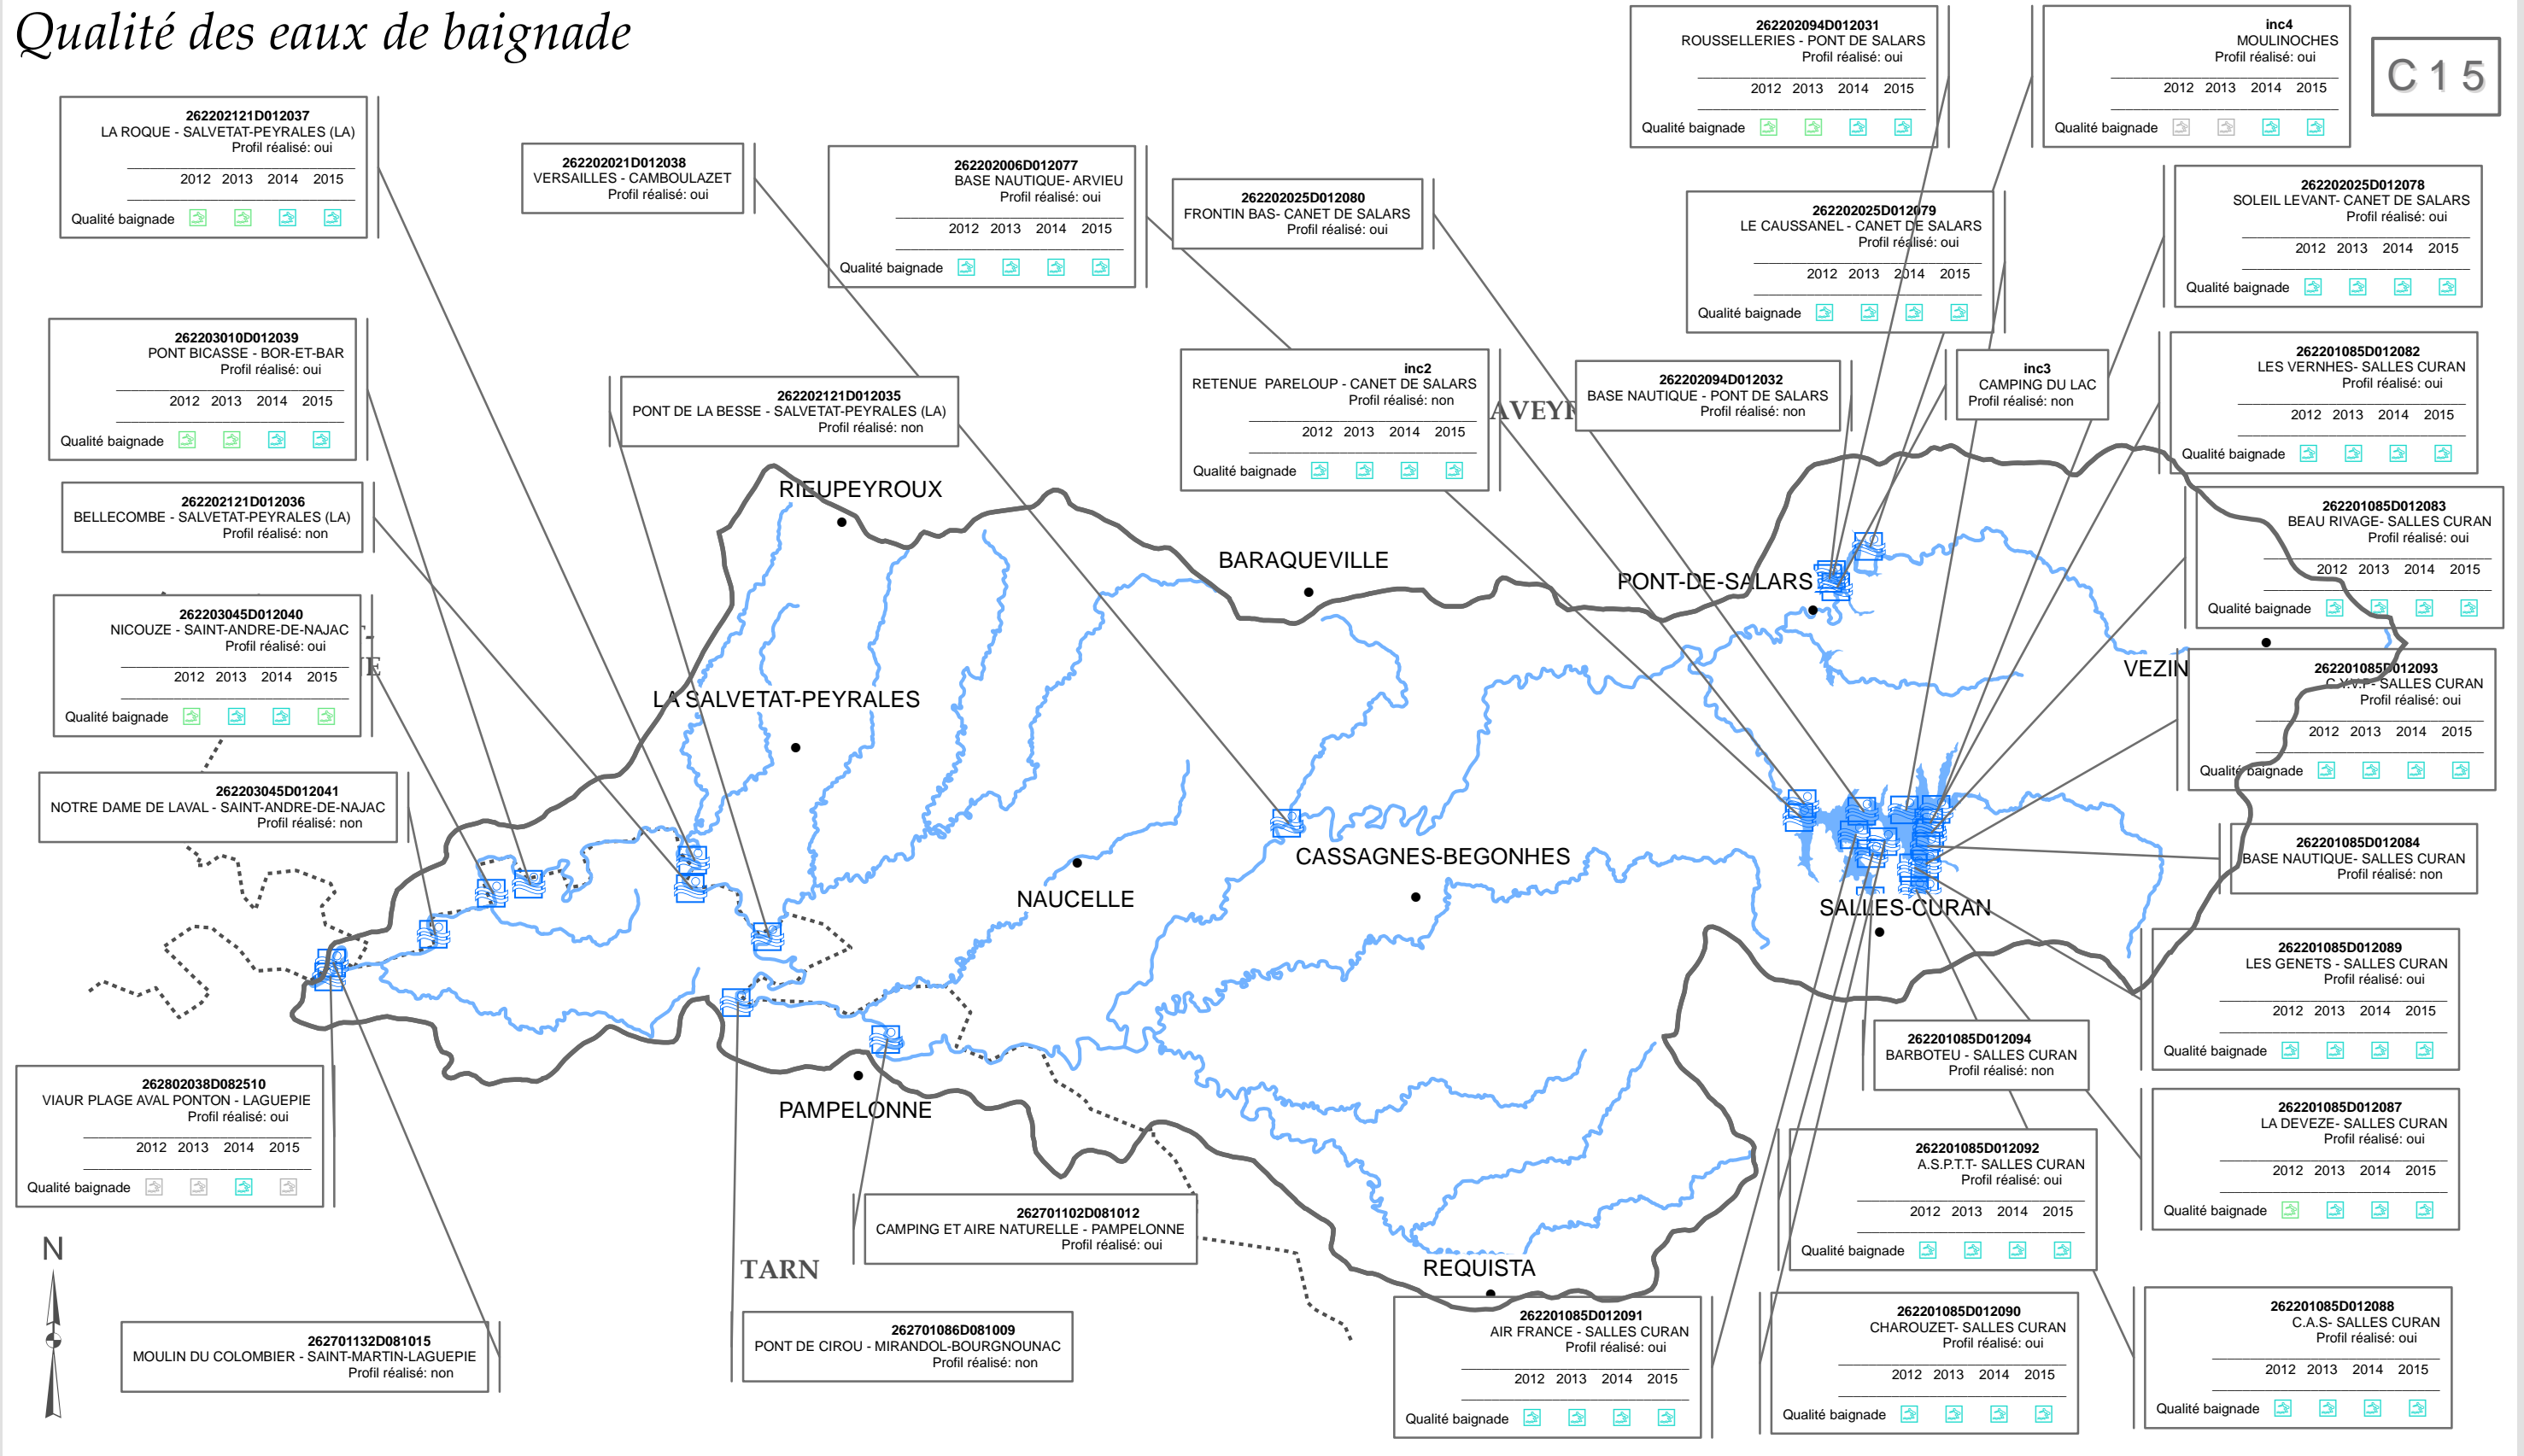 Qualité des eaux de baignade
C 1 5
262202094D012031
ROUSSELLERIES - PONT DE SALARS
Profil réalisé: oui
2012 2013 2014 2015
Qualité baignade
inc4
MOULINOCHES
Profil réalisé: oui
2012 2013 2014 2015
Qualité baignade
262202121D012037
LA ROQUE - SALVETAT-PEYRALES (LA)
Profil réalisé: oui
2012 2013 2014 2015
Qualité baignade
262202021D012038
VERSAILLES - CAMBOULAZET
Profil réalisé: oui
262202006D012077
BASE NAUTIQUE- ARVIEU
Profil réalisé: oui
2012 2013 2014 2015
Qualité baignade
262202025D012080
FRONTIN BAS- CANET DE SALARS
Profil réalisé: oui
262202025D012079
LE CAUSSANEL - CANET DE SALARS
Profil réalisé: oui
2012 2013 2014 2015
Qualité baignade
262202025D012078
SOLEIL LEVANT- CANET DE SALARS
Profil réalisé: oui
2012 2013 2014 2015
Qualité baignade
262203010D012039
PONT BICASSE - BOR-ET-BAR
Profil réalisé: oui
2012 2013 2014 2015
Qualité baignade
262202121D012035
PONT DE LA BESSE - SALVETAT-PEYRALES (LA)
Profil réalisé: non
inc2
RETENUE PARELOUP - CANET DE SALARS
Profil réalisé: non
2012 2013 2014 2015
Qualité baignade
AVEYR
262202094D012032
BASE NAUTIQUE - PONT DE SALARS
Profil réalisé: non
inc3
CAMPING DU LAC
Profil réalisé: non
262201085D012082
LES VERNHES- SALLES CURAN
Profil réalisé: oui
2012 2013 2014 2015
Qualité baignade
262202121D012036
BELLECOMBE - SALVETAT-PEYRALES (LA)
Profil réalisé: non
RIEUPEYROUX
BARAQUEVILLE
PONT-DE-SALARS
262201085D012083
BEAU RIVAGE- SALLES CURAN
Profil réalisé: oui
2012 2013 2014 2015
Qualité baignade
262203045D012040
NICOUZE - SAINT-ANDRE-DE-NAJAC
Profil réalisé: oui
2012 2013 2014 2015
Qualité baignade
E
LA SALVETAT-PEYRALES
VEZIN
262201085D012093
C.Y.V.P- SALLES CURAN
Profil réalisé: oui
2012 2013 2014 2015
Qualité baignade
262203045D012041
NOTRE DAME DE LAVAL - SAINT-ANDRE-DE-NAJAC
Profil réalisé: non
262201085D012084
BASE NAUTIQUE- SALLES CURAN
Profil réalisé: non
CASSAGNES-BEGONHES
NAUCELLE
SALLES-CURAN
262201085D012089
LES GENETS - SALLES CURAN
Profil réalisé: oui
2012 2013 2014 2015
Qualité baignade
262201085D012094
BARBOTEU - SALLES CURAN
Profil réalisé: non
262802038D082510
VIAUR PLAGE AVAL PONTON - LAGUEPIE
Profil réalisé: oui
2012 2013 2014 2015
Qualité baignade
PAMPELONNE
262201085D012087
LA DEVEZE- SALLES CURAN
Profil réalisé: oui
2012 2013 2014 2015
Qualité baignade
262201085D012092
A.S.P.T.T- SALLES CURAN
Profil réalisé: oui
2012 2013 2014 2015
Qualité baignade
262701102D081012
CAMPING ET AIRE NATURELLE - PAMPELONNE
Profil réalisé: oui
N
TARN
REQUISTA
262701132D081015
MOULIN DU COLOMBIER - SAINT-MARTIN-LAGUEPIE
Profil réalisé: non
262701086D081009
PONT DE CIROU - MIRANDOL-BOURGNOUNAC
Profil réalisé: non
262201085D012091
AIR FRANCE - SALLES CURAN
Profil réalisé: oui
2012 2013 2014 2015
Qualité baignade
262201085D012090
CHAROUZET- SALLES CURAN
Profil réalisé: oui
2012 2013 2014 2015
Qualité baignade
262201085D012088
C.A.S- SALLES CURAN
Profil réalisé: oui
2012 2013 2014 2015
Qualité baignade